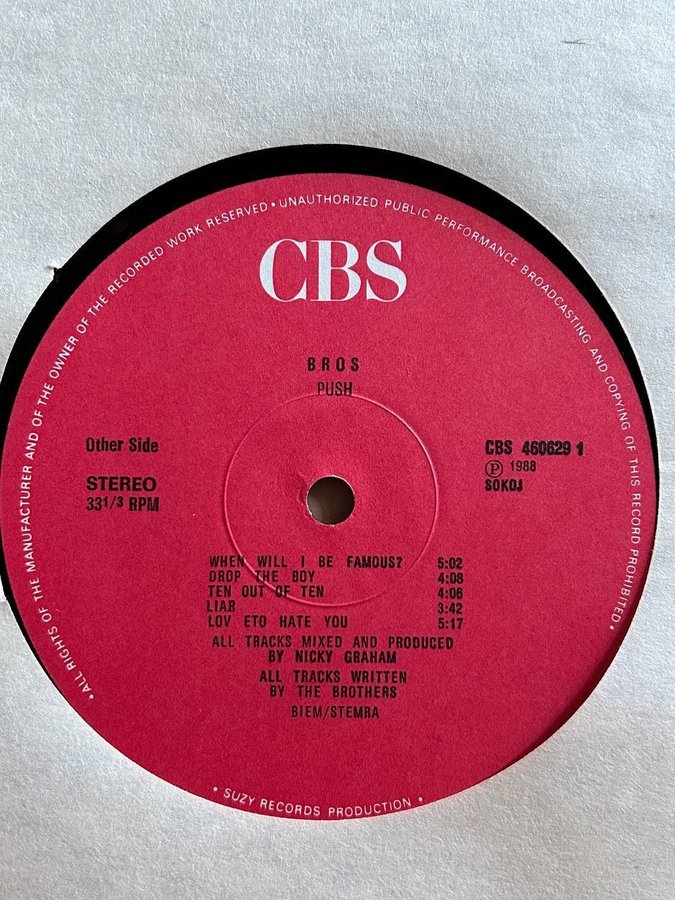 • ALL RIGHTS OF THE MANUFACTURER AND OF THE OWNER OF THE RECORDED WORK RESERVED • UNAUTHORIZED PUBLIC PERFORMANCE BROADCASTING AND COPYING OF THIS RECORD PROHIBITED •
CBS
BROS
PUSH
Other Side
STEREO
33 1/3 RPM
CBS 460629 1
Ⓟ 1988
SOKOJ
WHEN WILL I BE FAMOUS? 5:02
DROP THE BOY 4:08
TEN OUT OF TEN 4:06
LIAR 3:42
LOV ETO HATE YOU 5:17
ALL TRACKS MIXED AND PRODUCED
BY NICKY GRAHAM
ALL TRACKS WRITTEN
BY THE BROTHERS
BIEM/STEMRA
• SUZY RECORDS PRODUCTION •